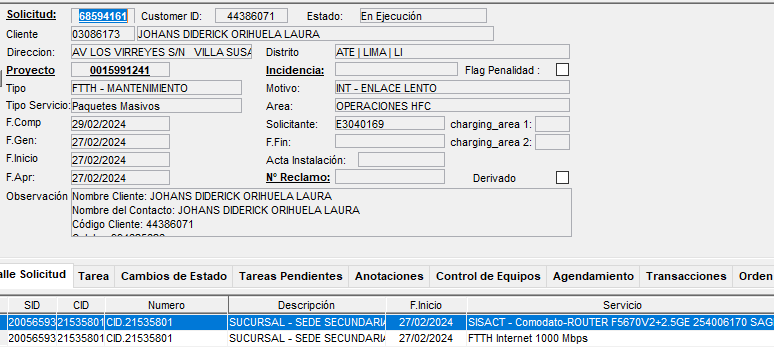 Solicitud: 68594161 Customer ID: 44386071 Estado: En Ejecución
Cliente 03086173 JOHANS DIDERICK ORIHUELA LAURA
Direccion: AV LOS VIRREYES S/N VILLA SUSA Distrito ATE | LIMA | LI
Proyecto 0015991241 Incidencia: Flag Penalidad :
Tipo FTTH - MANTENIMIENTO Motivo: INT - ENLACE LENTO
Tipo Servicio: Paquetes Masivos Area: OPERACIONES HFC
F.Comp 29/02/2024 Solicitante: E3040169 charging_area 1:
F.Gen: 27/02/2024 F.Fin: charging_area 2:
F.Inicio 27/02/2024 Acta Instalación:
F.Apr: 27/02/2024 Nº Reclamo: Derivado
Observación Nombre Cliente: JOHANS DIDERICK ORIHUELA LAURA
Nombre del Contacto: JOHANS DIDERICK ORIHUELA LAURA
Código Cliente: 44386071
alle Solicitud Tarea Cambios de Estado Tareas Pendientes Anotaciones Control de Equipos Agendamiento Transacciones Orden
SID CID Numero Descripción F.Inicio Servicio
20056593 21535801 CID.21535801 SUCURSAL - SEDE SECUNDARIA 27/02/2024 SISACT - Comodato-ROUTER F5670V2+2.5GE 254006170 SAG
20056593 21535801 CID.21535801 SUCURSAL - SEDE SECUNDARIA 27/02/2024 FTTH Internet 1000 Mbps